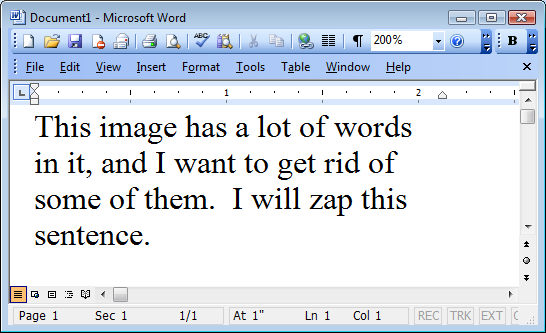 Document1 - Microsoft Word
¶ 200% B
File Edit View Insert Format Tools Table Window Help
1 2
This image has a lot of words
in it, and I want to get rid of
some of them.  I will zap this
sentence.
Page 1 Sec 1 1/1 At 1" Ln 1 Col 1 REC TRK EXT